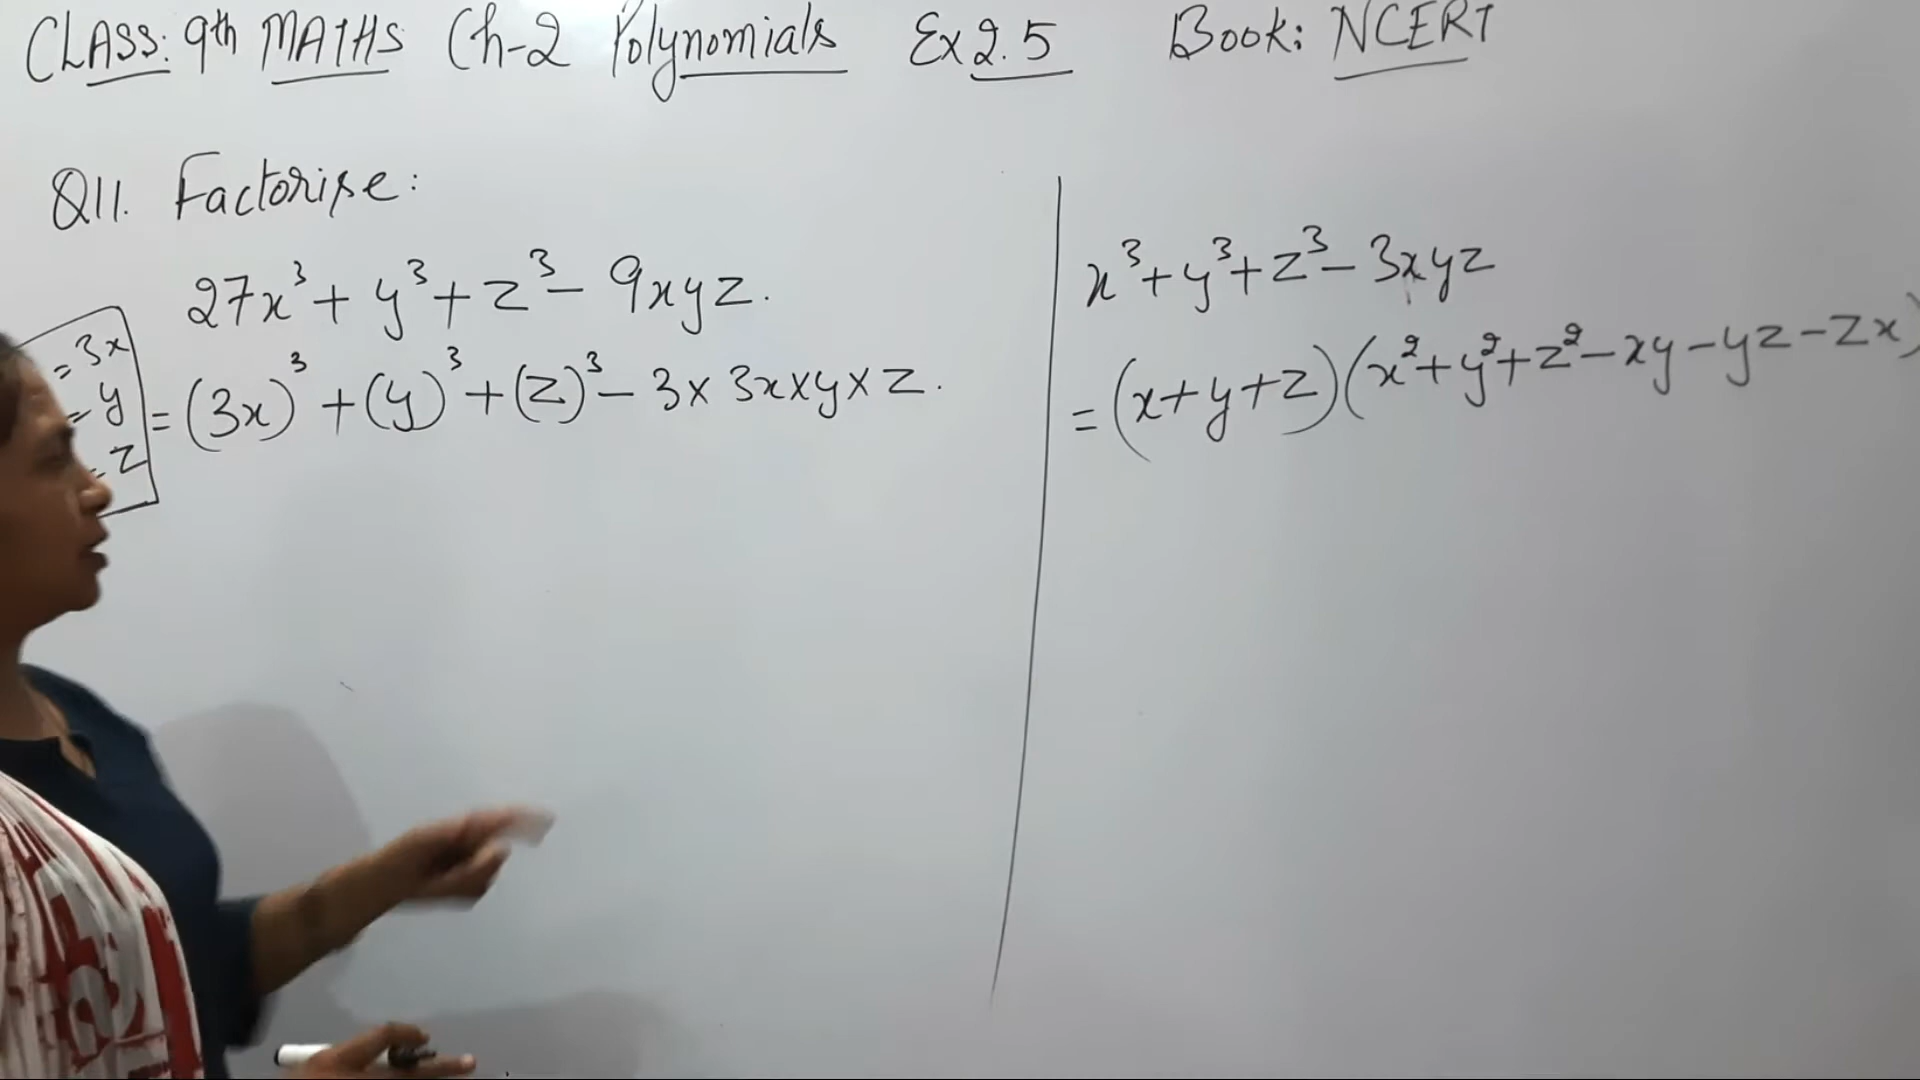 CLASS: 9th MATHS Ch-2 Polynomials Ex 2.5 Book: NCERT
Q11. Factorise:
27x³ + y³ + z³ - 9xyz.
= 3x
= y
= z
= (3x)³ + (y)³ + (z)³ - 3 × 3x × y × z.
x³ + y³ + z³ - 3xyz
= (x + y + z)(x² + y² + z² - xy - yz - zx)